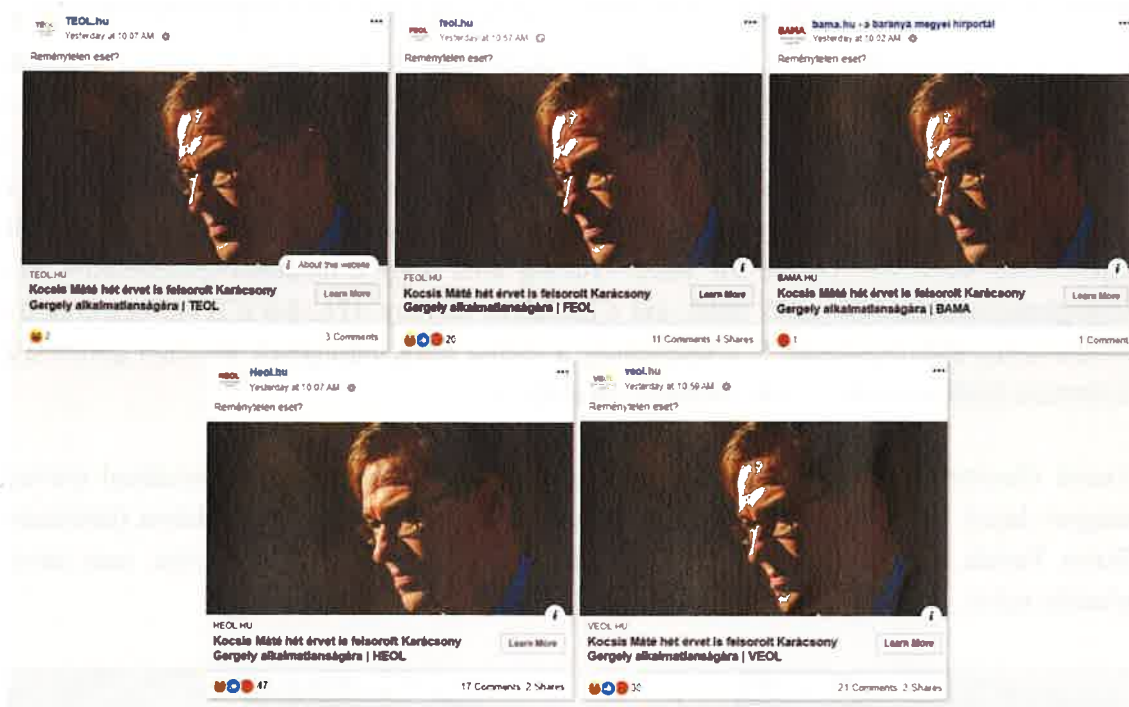 TEOL
TEOL.hu
Yesterday at 10:07 AM
Reménytelen eset?
i About this website
TEOL.HU
Kocsis Máté hét érvet is felsorolt Karácsony
Gergely alkalmatlanságára | TEOL
Learn More
2
3 Comments
FEOL
feol.hu
Yesterday at 10:57 AM
Reménytelen eset?
i
FEOL.HU
Kocsis Máté hét érvet is felsorolt Karácsony
Gergely alkalmatlanságára | FEOL
Learn More
20
11 Comments 4 Shares
BAMA
bama.hu - a baranya megyei hírportál
Yesterday at 10:02 AM
Reménytelen eset?
i
BAMA.HU
Kocsis Máté hét érvet is felsorolt Karácsony
Gergely alkalmatlanságára | BAMA
Learn More
1
1 Comment
HEOL
Heol.hu
Yesterday at 10:07 AM
Reménytelen eset?
i
HEOL.HU
Kocsis Máté hét érvet is felsorolt Karácsony
Gergely alkalmatlanságára | HEOL
Learn More
47
17 Comments 2 Shares
VEOL
veol.hu
Yesterday at 10:59 AM
Reménytelen eset?
i
VEOL.HU
Kocsis Máté hét érvet is felsorolt Karácsony
Gergely alkalmatlanságára | VEOL
Learn More
30
21 Comments 2 Shares